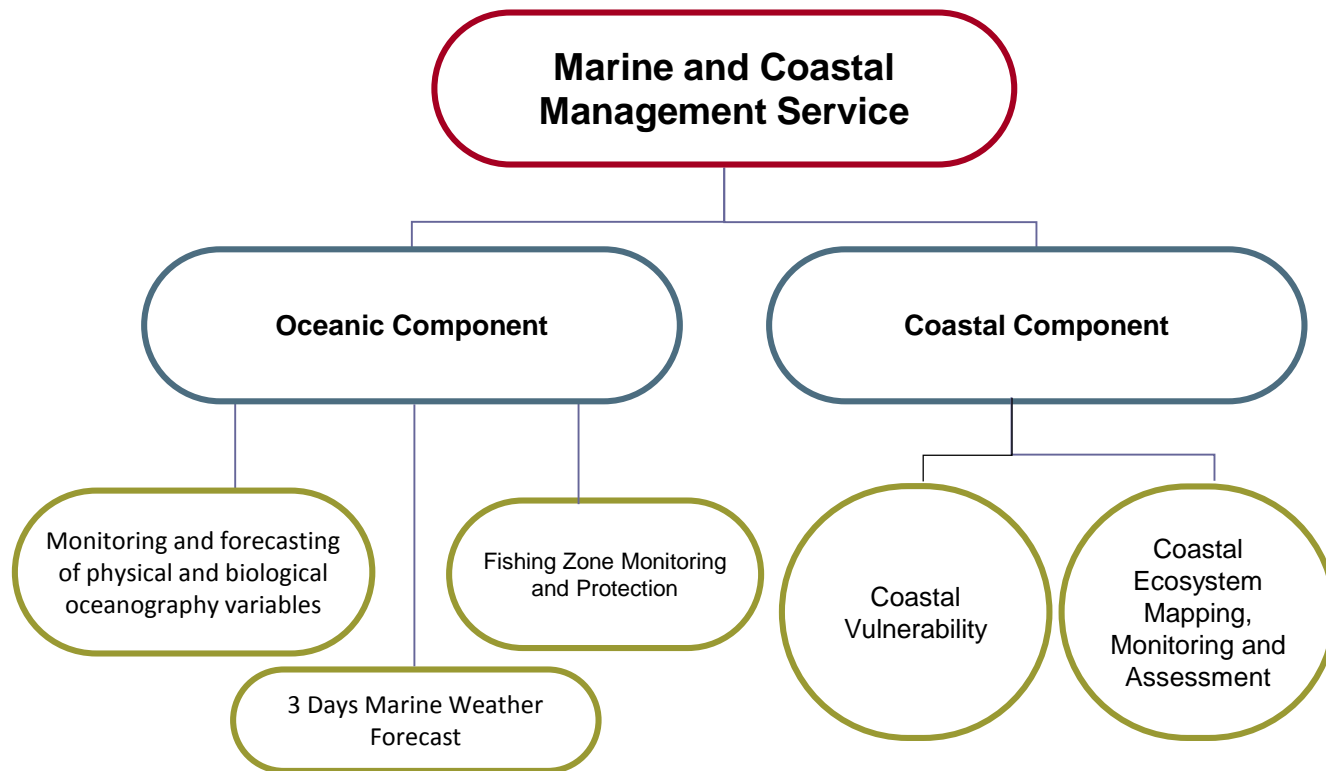 Marine and Coastal
Management Service
Oceanic Component
Coastal Component
Monitoring and forecasting
of physical and biological
oceanography variables
3 Days Marine Weather
Forecast
Fishing Zone Monitoring
and Protection
Coastal
Vulnerability
Coastal
Ecosystem
Mapping,
Monitoring and
Assessment